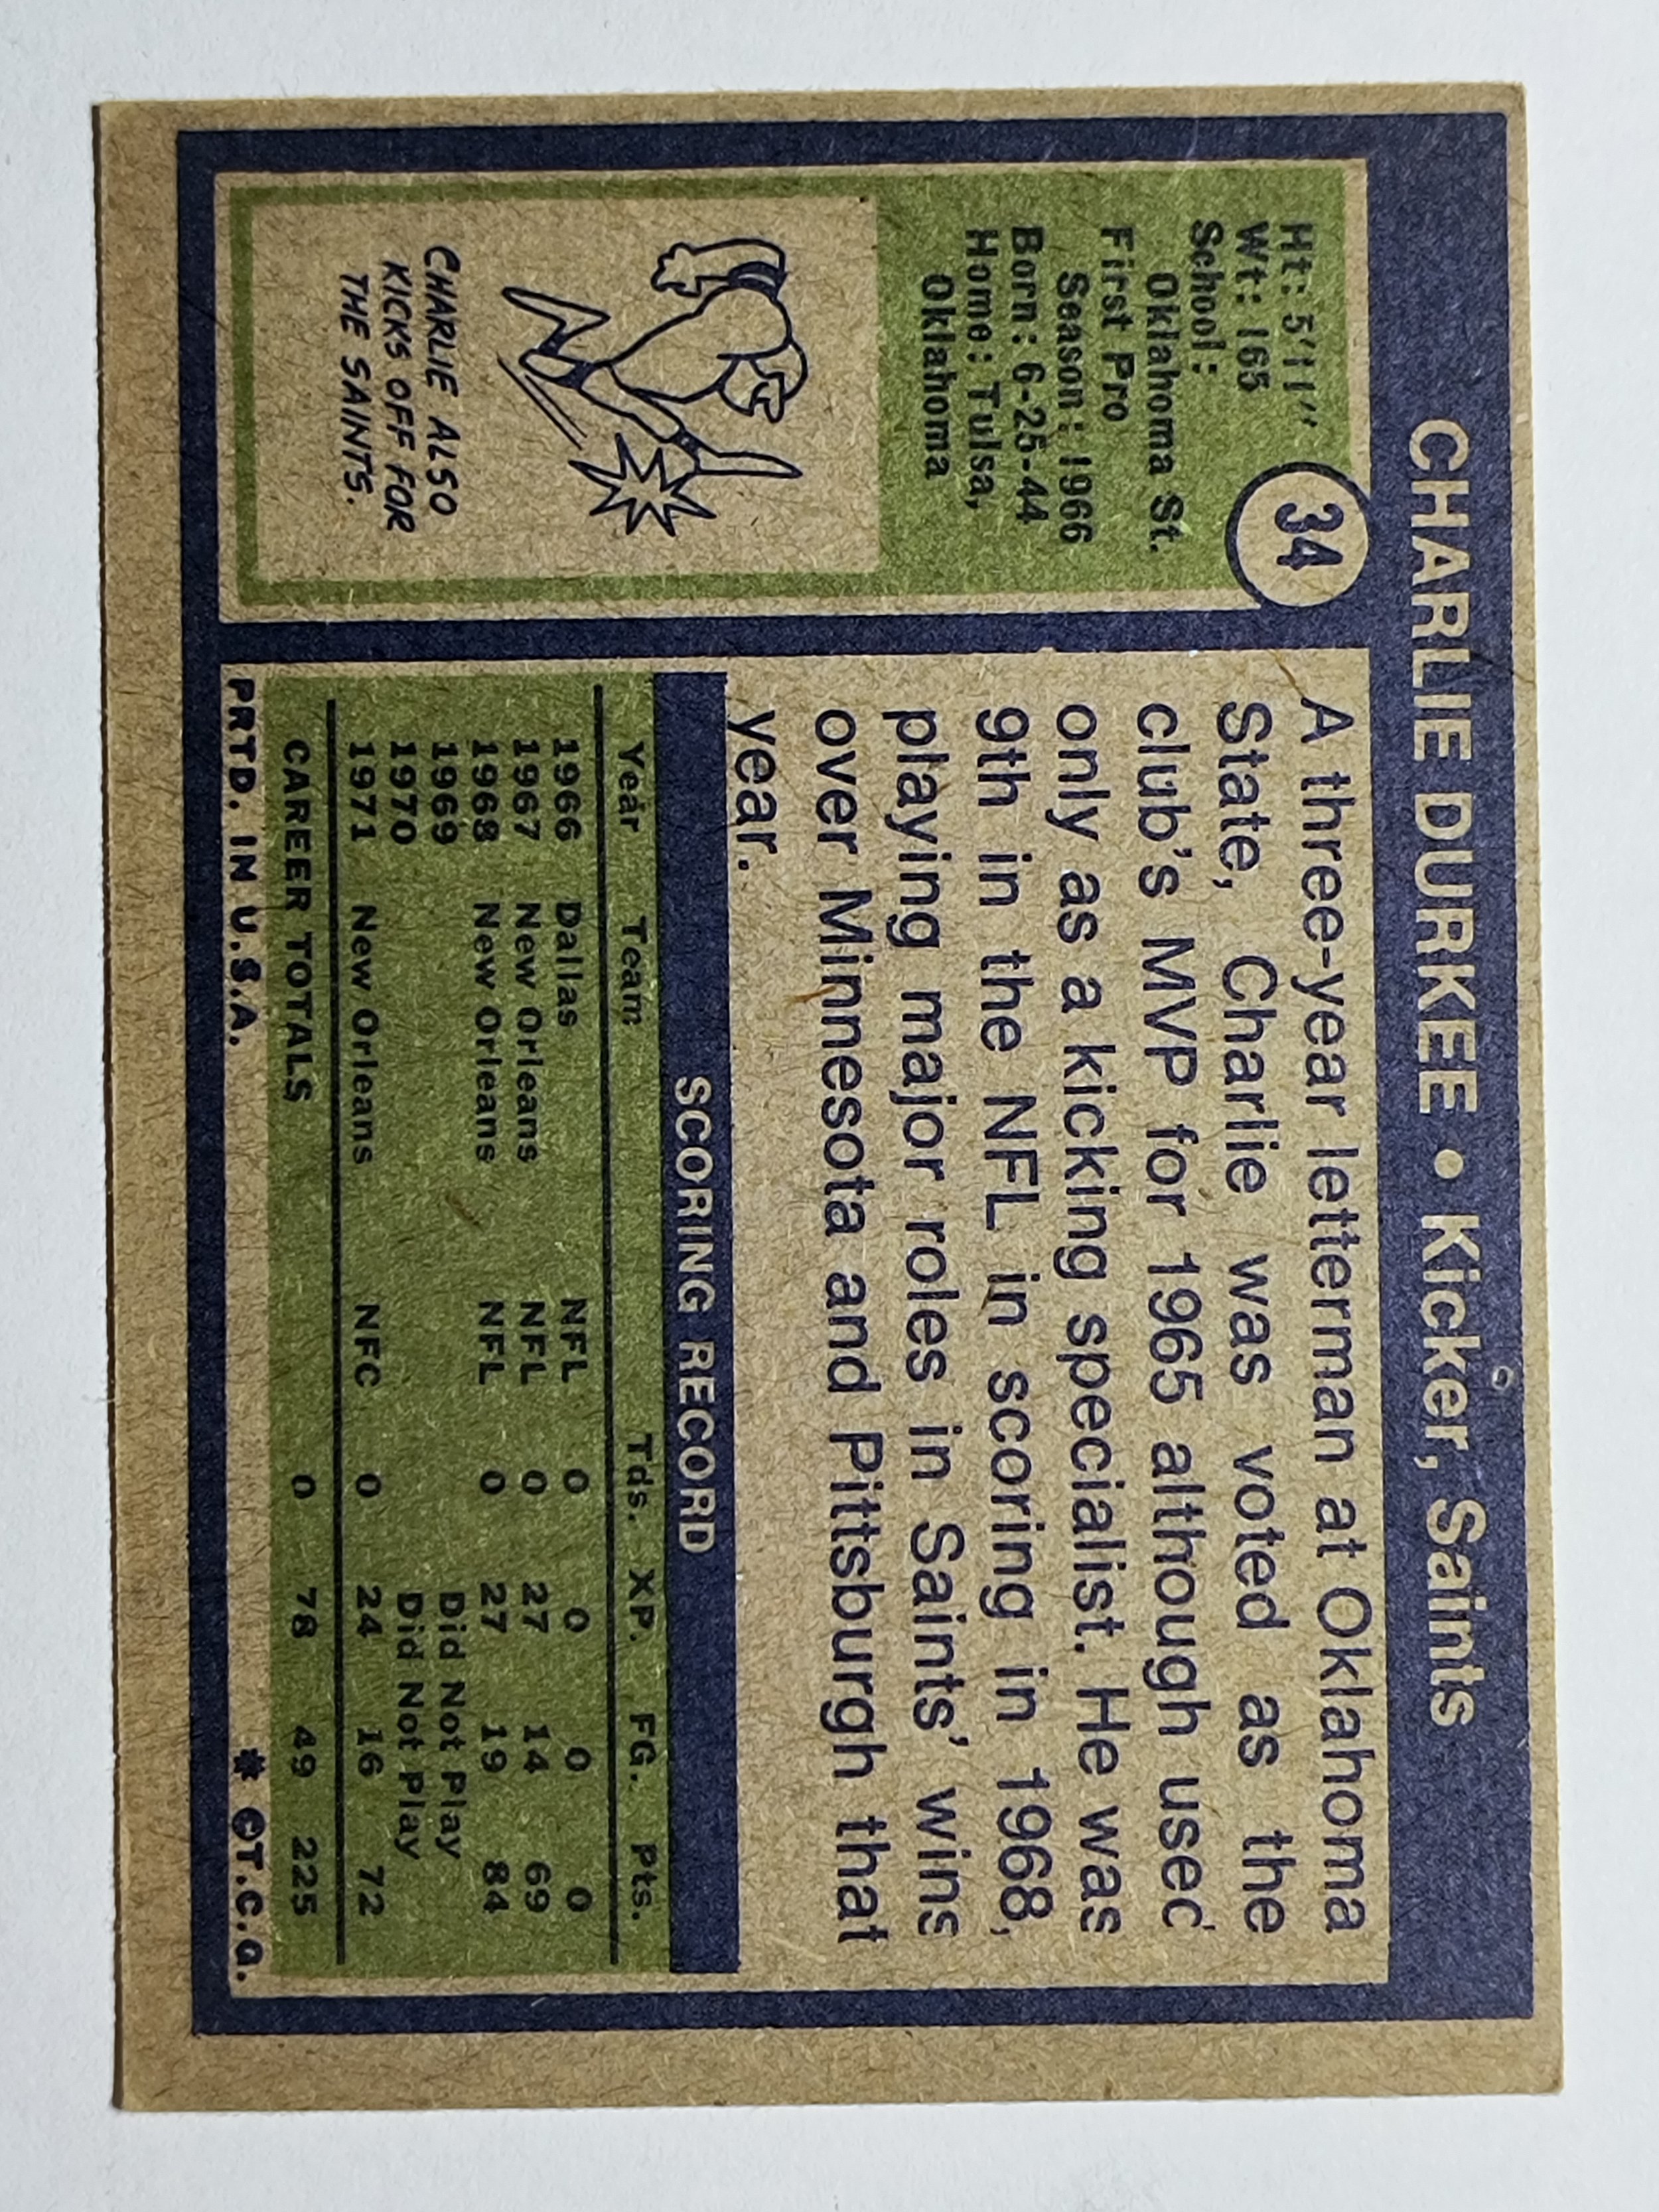 CHARLIE DURKEE • Kicker, Saints
34
Ht: 5'11"
Wt: 165
School:
Oklahoma St.
First Pro
Season: 1966
Born: 6-25-44
Home: Tulsa,
Oklahoma
CHARLIE ALSO
KICKS OFF FOR
THE SAINTS.
A three-year letterman at Oklahoma
State, Charlie was voted as the
club's MVP for 1965 although used
only as a kicking specialist. He was
9th in the NFL in scoring in 1968,
playing major roles in Saints' wins
over Minnesota and Pittsburgh that
year.
SCORING RECORD
Year Team Tds. XP. FG. Pts.
1966 Dallas NFL 0 0 0 0
1967 New Orleans NFL 0 27 14 69
1968 New Orleans NFL 0 27 19 84
1969 Did Not Play
1970 Did Not Play
1971 New Orleans NFC 0 24 16 72
CAREER TOTALS 0 78 49 225
PRTD. IN U.S.A. * ©T.C.G.